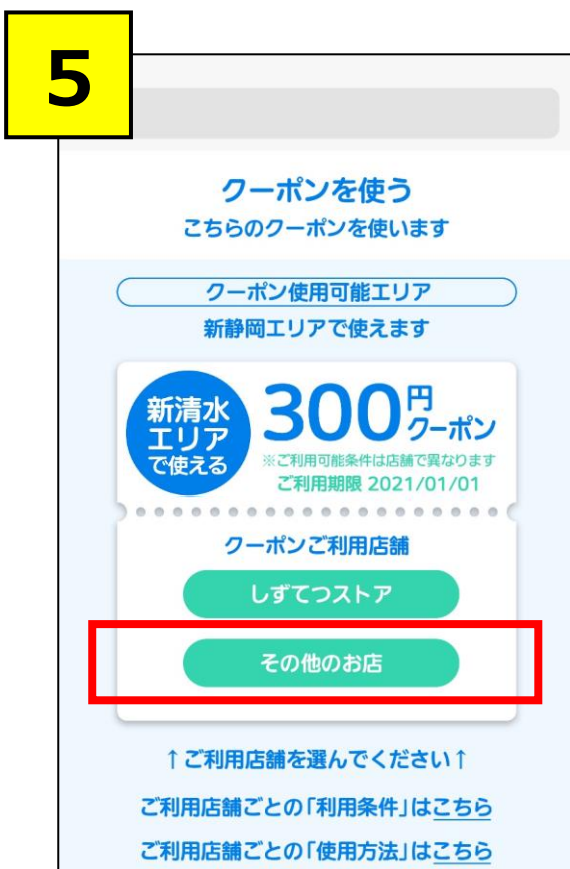 5
クーポンを使う
こちらのクーポンを使います
クーポン使用可能エリア
新静岡エリアで使えます
新清水
エリア
で使える
300円
クーポン
※ご利用可能条件は店舗で異なります
ご利用期限 2021/01/01
クーポンご利用店舗
しずてつストア
その他のお店
↑ご利用店舗を選んでください↑
ご利用店舗ごとの「利用条件」はこちら
ご利用店舗ごとの「使用方法」はこちら